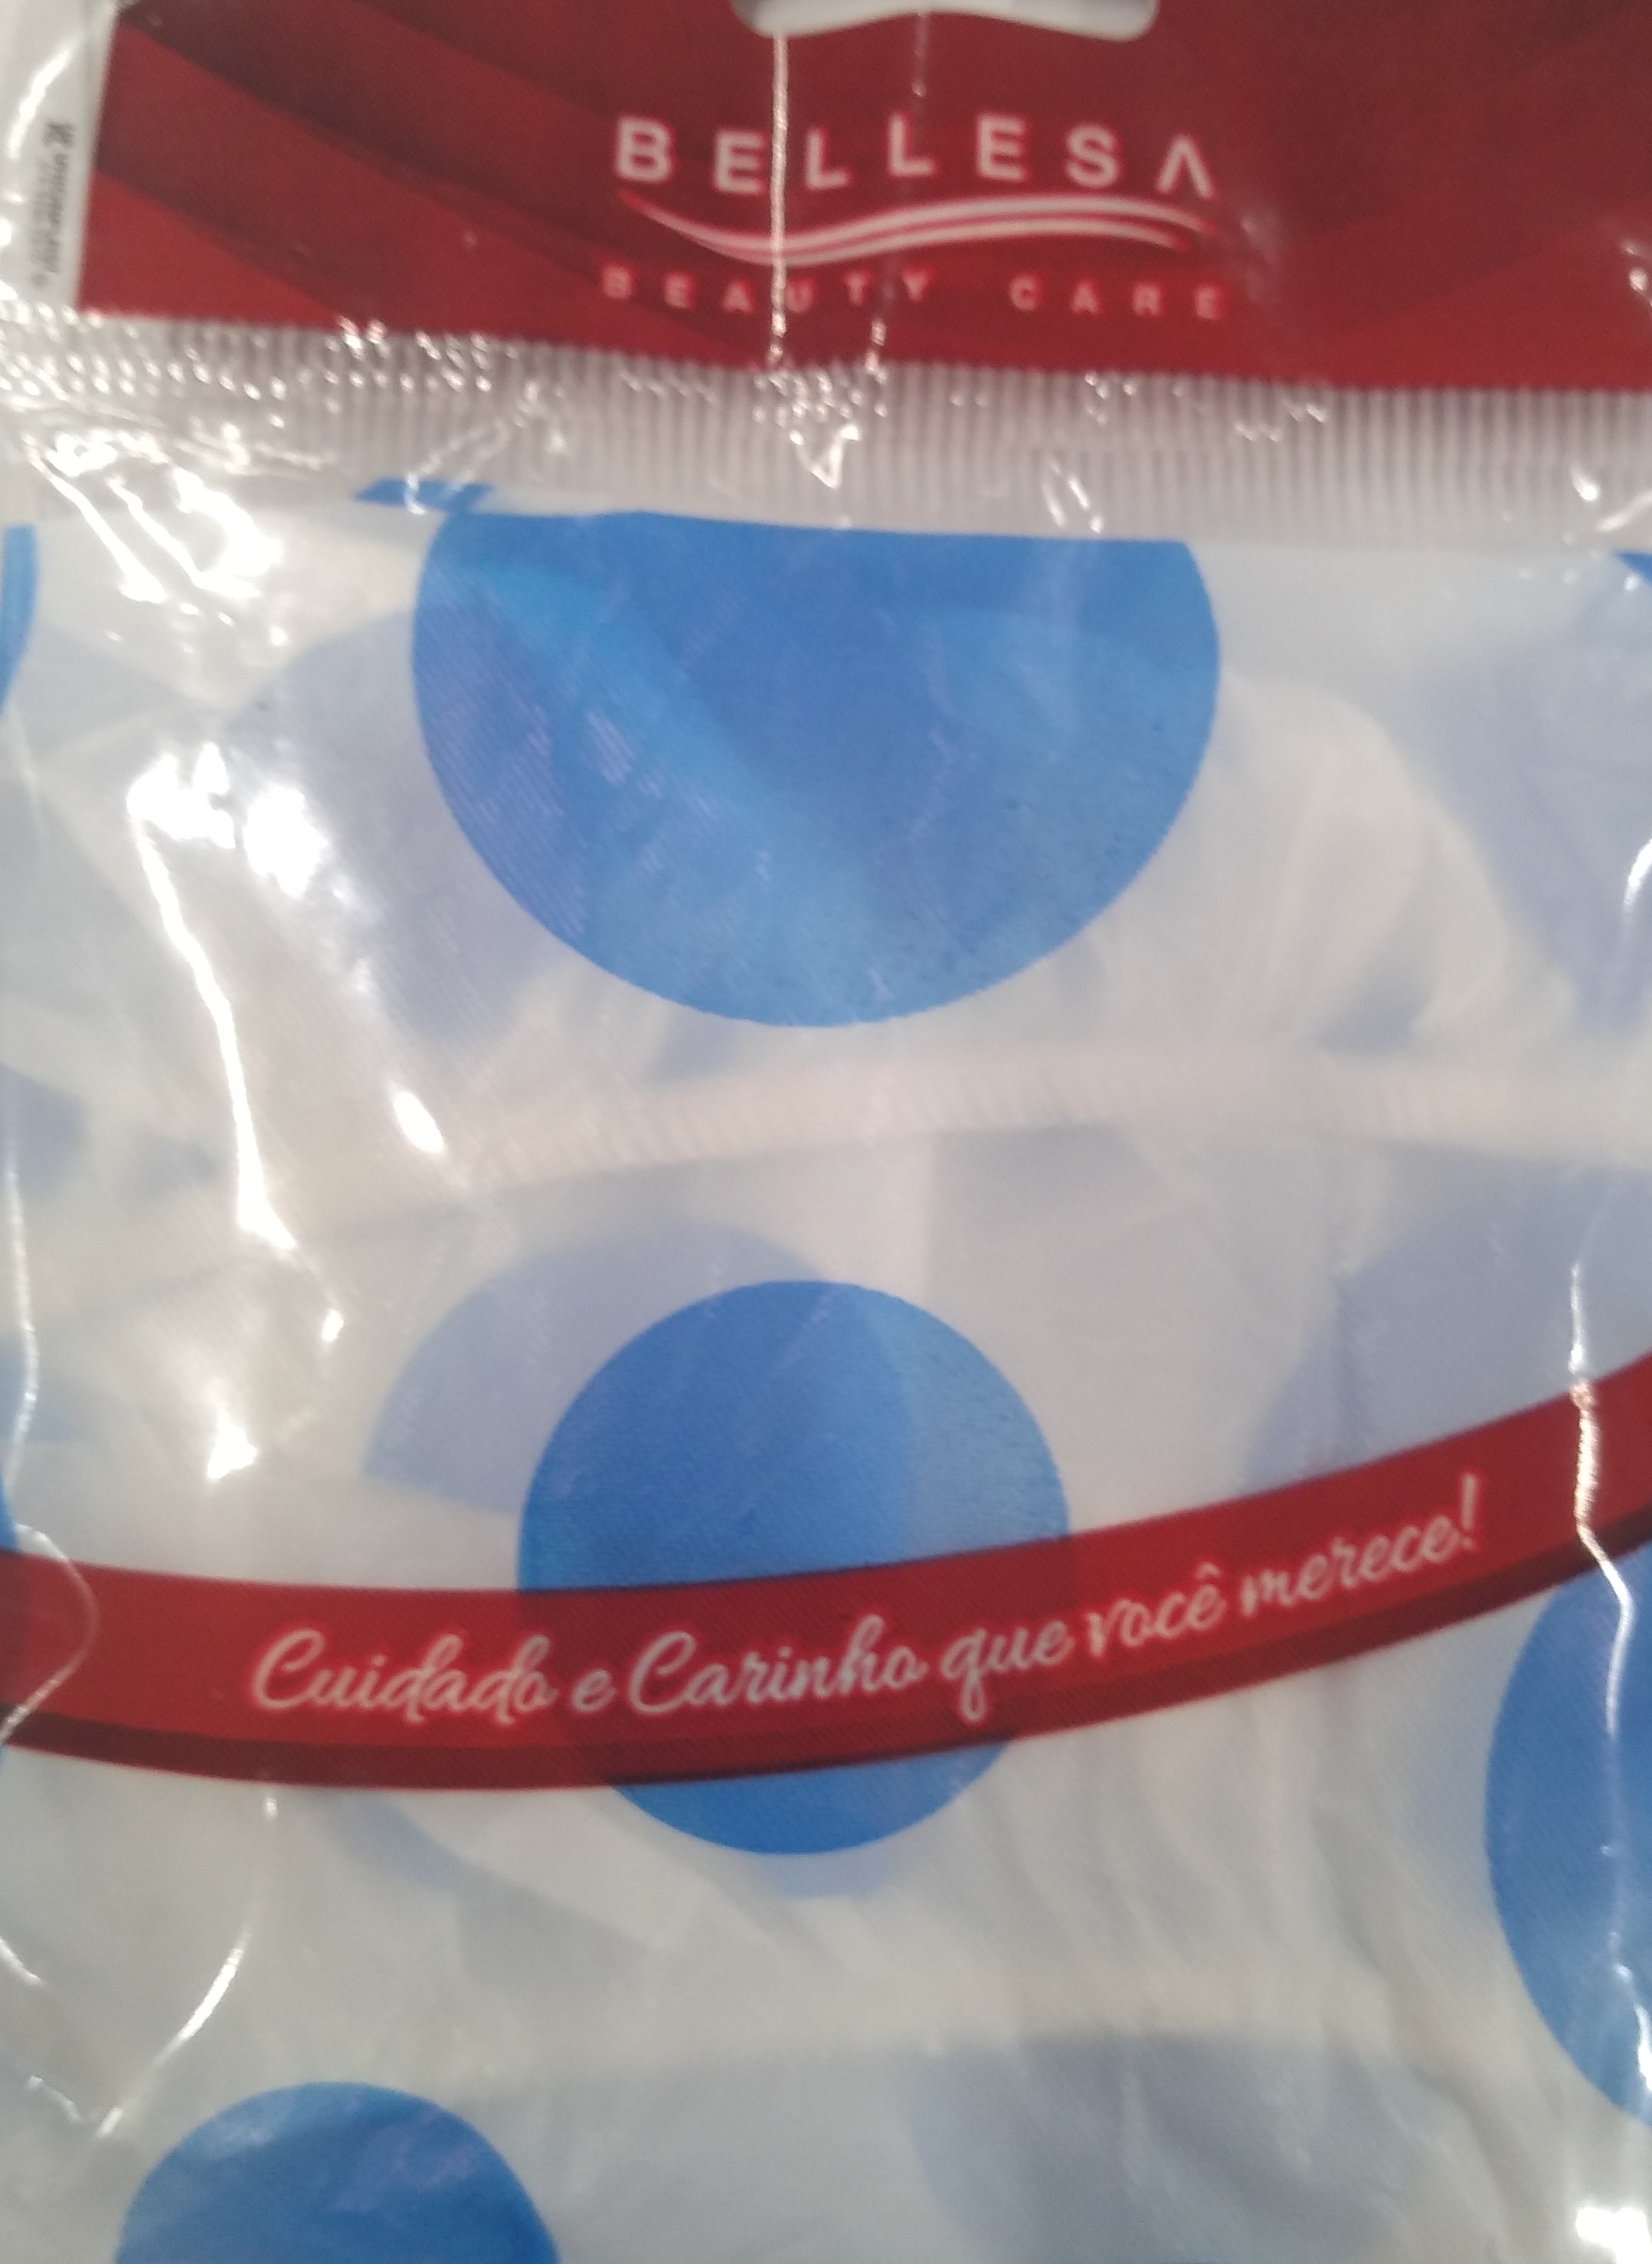 BELLESA
BEAUTY CARE
Cuidado e Carinho que você merece!